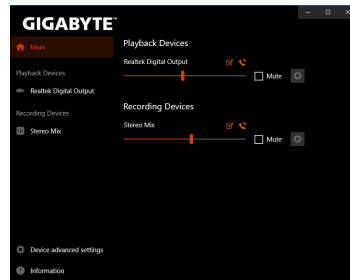 GIGABYTE™
Main
Playback Devices
Realtek Digital Output
Recording Devices
Stereo Mix
Device advanced settings
Information
Playback Devices
Realtek Digital Output
Mute
Recording Devices
Stereo Mix
Mute